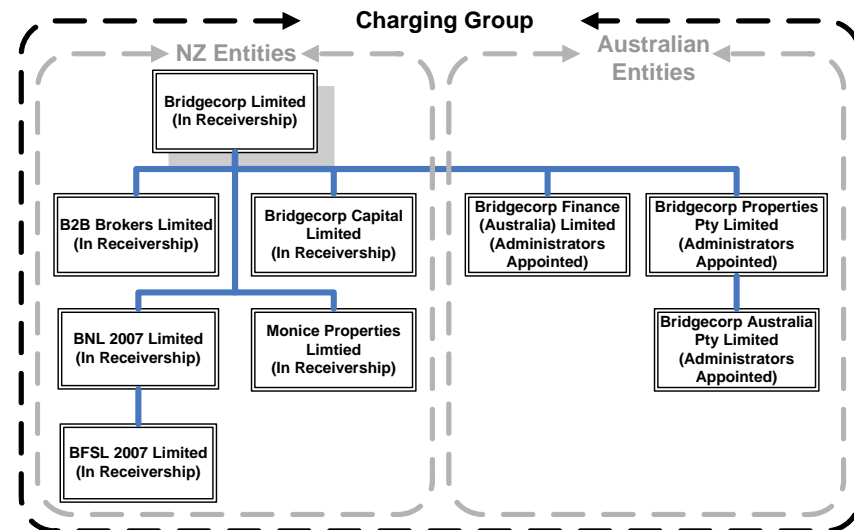 Charging Group
NZ Entities
Australian
Entities
Bridgecorp Limited
(In Receivership)
B2B Brokers Limited
(In Receivership)
Bridgecorp Capital
Limited
(In Receivership)
Bridgecorp Finance
(Australia) Limited
(Administrators
Appointed)
Bridgecorp Properties
Pty Limited
(Administrators
Appointed)
BNL 2007 Limited
(In Receivership)
Monice Properties
Limtied
(In Receivership)
Bridgecorp Australia
Pty Limited
(Administrators
Appointed)
BFSL 2007 Limited
(In Receivership)